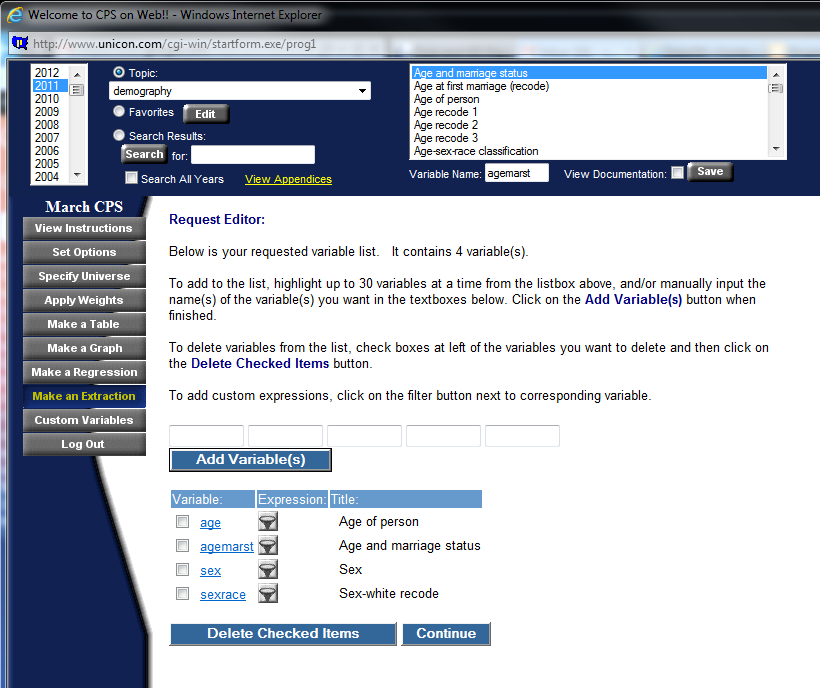 Welcome to CPS on Web!! - Windows Internet Explorer
http://www.unicon.com/cgi-win/startform.exe/prog1
2012
2011
2010
2009
2008
2007
2006
2005
2004
Topic:
demography
Favorites Edit
Search Results:
Search for:
Search All Years View Appendices
Age and marriage status
Age at first marriage (recode)
Age of person
Age recode 1
Age recode 2
Age recode 3
Age-sex-race classification
Variable Name: agemarst View Documentation: Save
March CPS
View Instructions
Set Options
Specify Universe
Apply Weights
Make a Table
Make a Graph
Make a Regression
Make an Extraction
Custom Variables
Log Out
Request Editor:
Below is your requested variable list. It contains 4 variable(s).
To add to the list, highlight up to 30 variables at a time from the listbox above, and/or manually input the
name(s) of the variable(s) you want in the textboxes below. Click on the Add Variable(s) button when
finished.
To delete variables from the list, check boxes at left of the variables you want to delete and then click on
the Delete Checked Items button.
To add custom expressions, click on the filter button next to corresponding variable.
Add Variable(s)
Variable: Expression: Title:
age Age of person
agemarst Age and marriage status
sex Sex
sexrace Sex-white recode
Delete Checked Items Continue